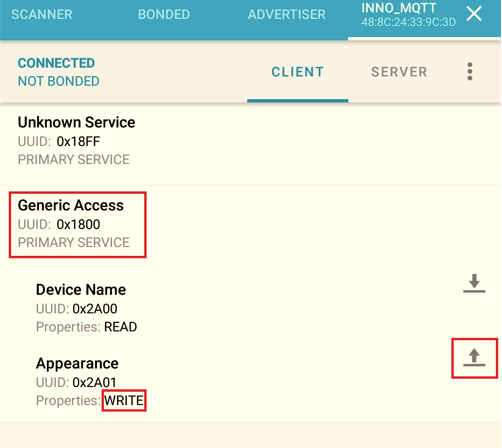 SCANNER
BONDED
ADVERTISER
INNO_MQTT
48:8C:24:33:9C:3D
CONNECTED
NOT BONDED
CLIENT
SERVER
Unknown Service
UUID: 0x18FF
PRIMARY SERVICE
Generic Access
UUID: 0x1800
PRIMARY SERVICE
Device Name
UUID: 0x2A00
Properties: READ
Appearance
UUID: 0x2A01
Properties: WRITE